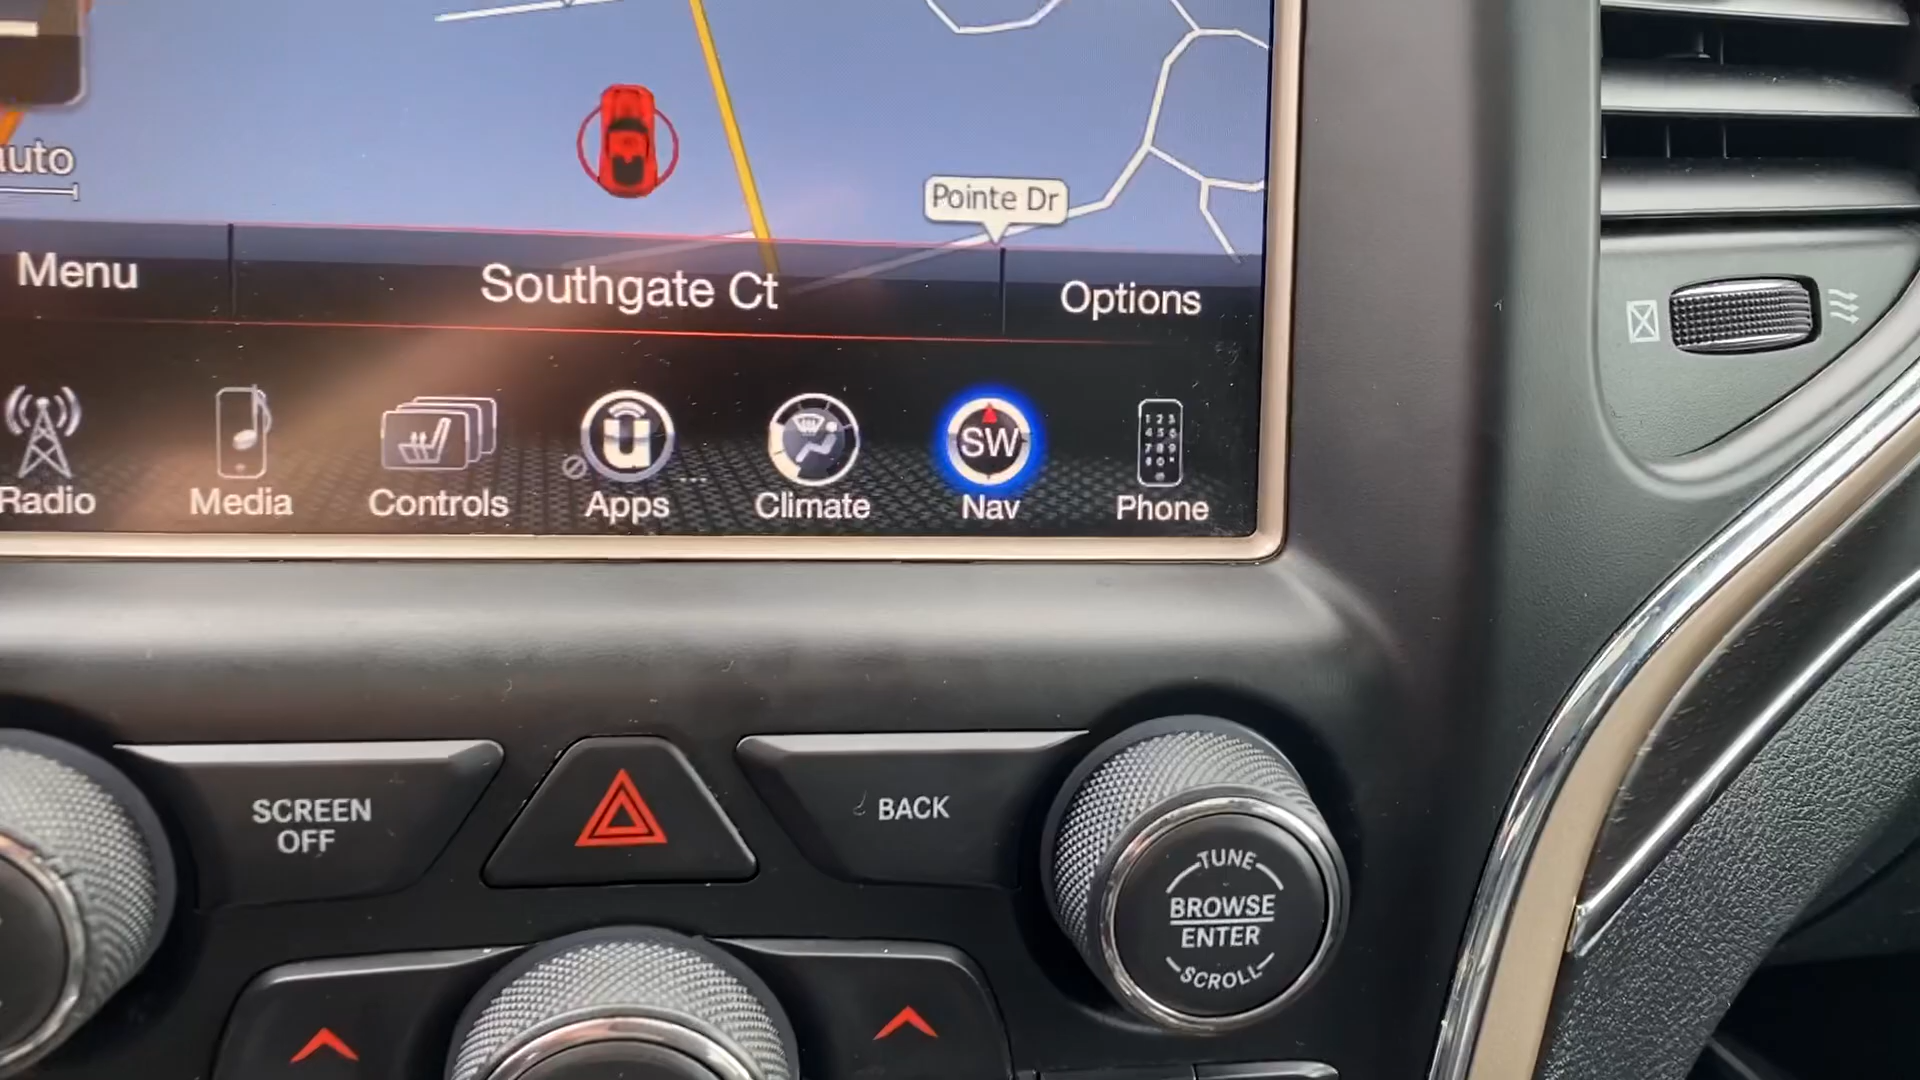 auto
Pointe Dr
Menu
Southgate Ct
Options
SW
Radio
Media
Controls
Apps
Climate
Nav
Phone
SCREEN
OFF
BACK
TUNE
BROWSE
ENTER
SCROLL